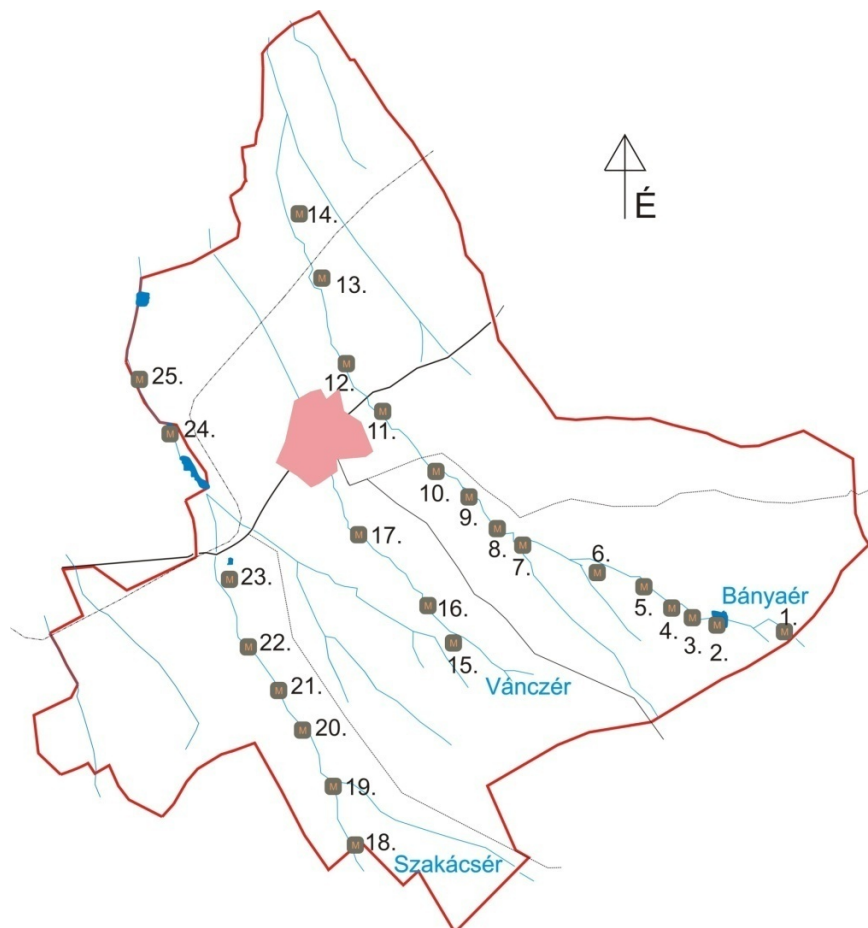 É
M 14.
M 13.
M 12.
M 25.
M 11.
M 24.
M 10.
M 9.
M 8.
M 17.
M 7.
M 6.
M 23.
M 5.
Bányaér
M 16.
M 4.
M 3.
M 2.
M 1.
M 22.
M 15.
Vánczér
M 21.
M 20.
M 19.
M 18.
Szakácsér